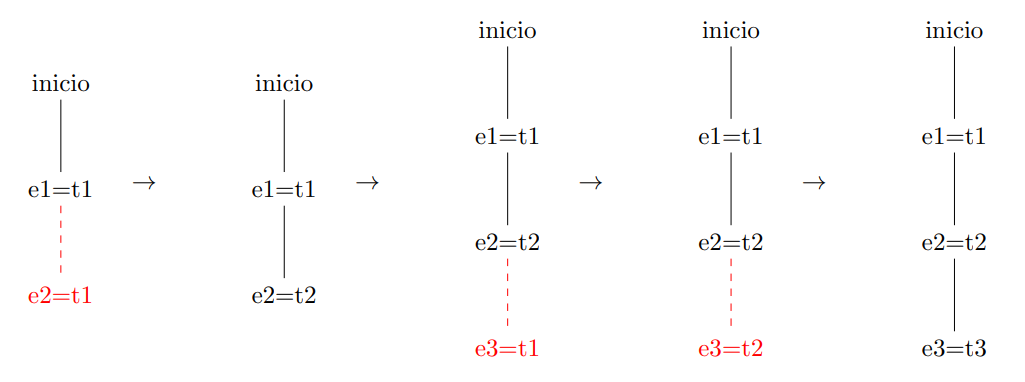 inicio
e1=t1
e2=t1
→
inicio
e1=t1
e2=t2
→
inicio
e1=t1
e2=t2
e3=t1
→
inicio
e1=t1
e2=t2
e3=t2
→
inicio
e1=t1
e2=t2
e3=t3